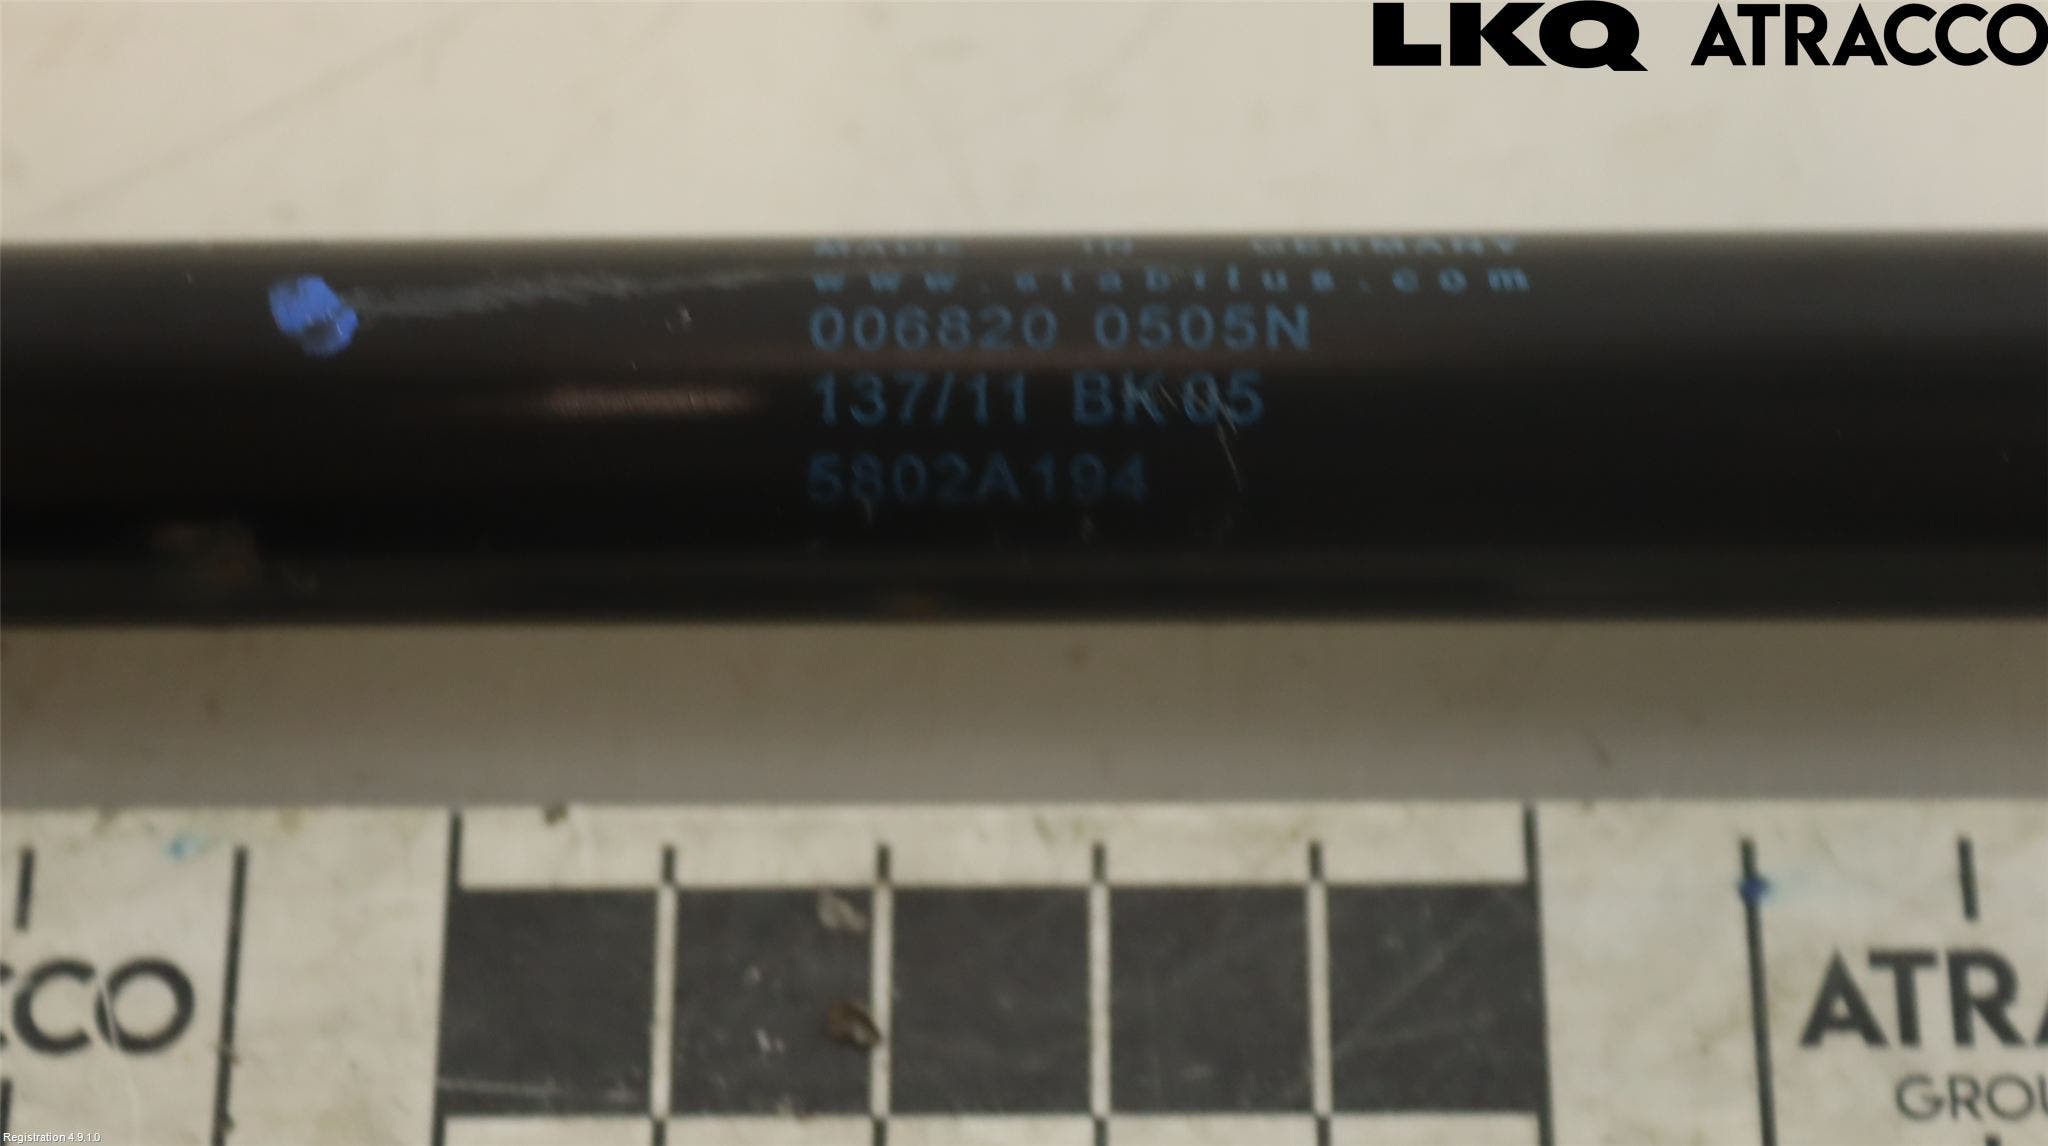 LKQ ATRACCO
MADE IN GERMANY
www.stabilus.com
006820 0505N
137/11 BK05
5802A194
CCO
ATRA
GROU
Registration 4.9.1.0